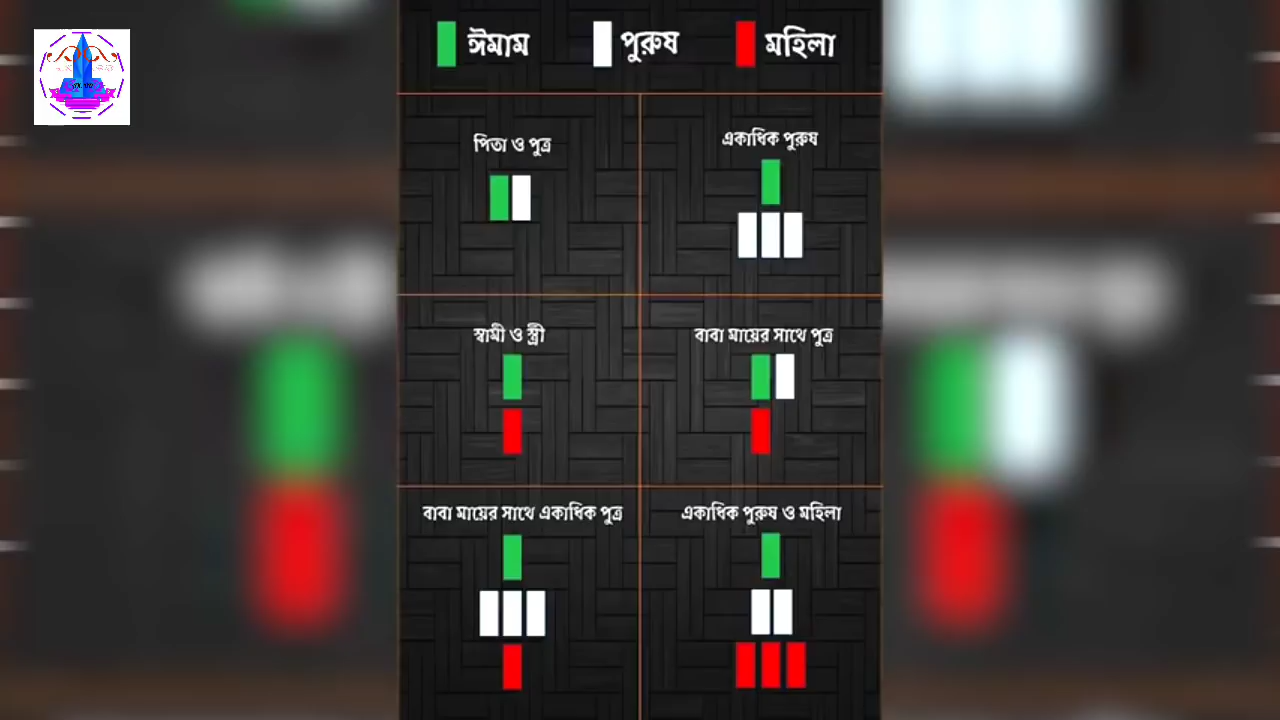 ঈমাম
পুরুষ
মহিলা
পিতা ও পুত্র
একাধিক পুরুষ
স্বামী ও স্ত্রী
বাবা মায়ের সাথে পুত্র
বাবা মায়ের সাথে একাধিক পুত্র
একাধিক পুরুষ ও মহিলা